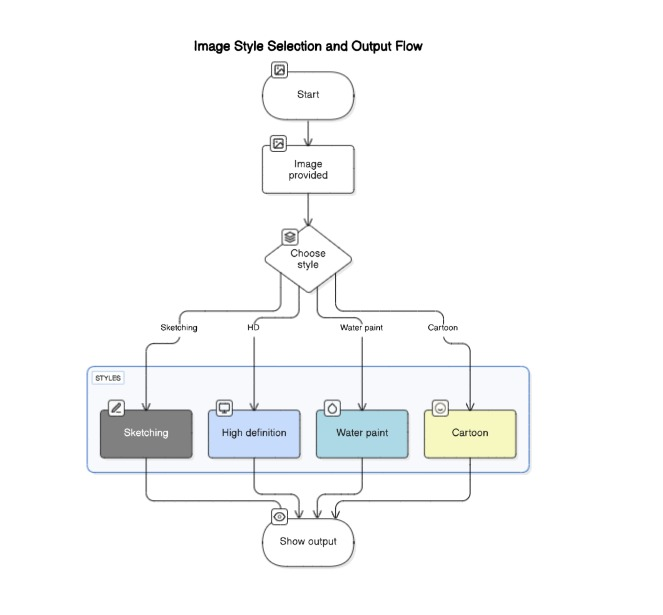 Image Style Selection and Output Flow
Start
Image
provided
Choose
style
Sketching
HD
Water paint
Cartoon
STYLES
Sketching
High definition
Water paint
Cartoon
Show output